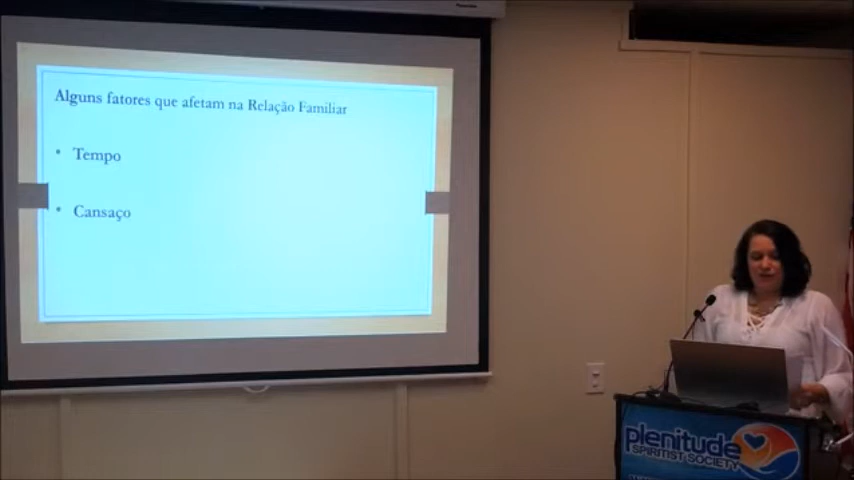 Alguns fatores que afetam na Relação Familiar
• Tempo
• Cansaço
plenitude
SPIRITIST SOCIETY